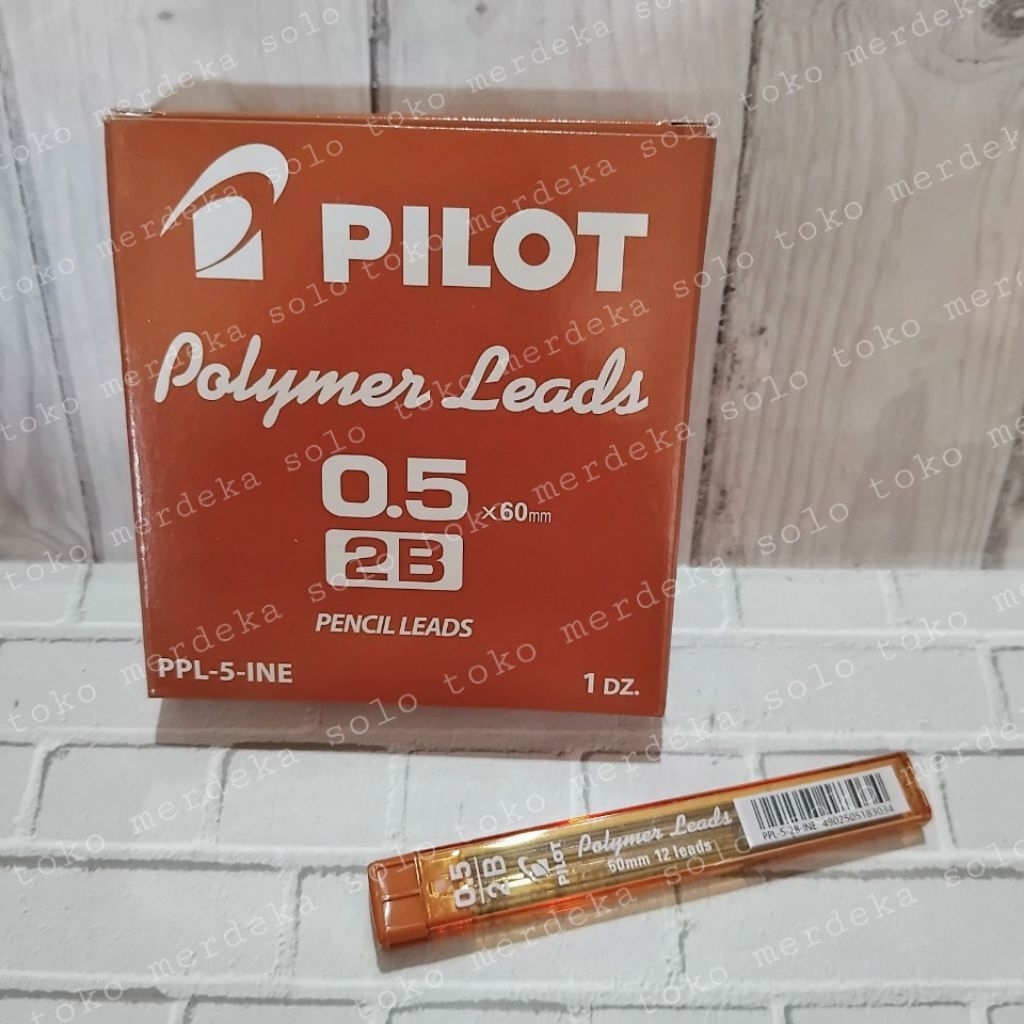 PILOT
Polymer Leads
0.5 ×60mm
2B
PENCIL LEADS
PPL-5-INE
1 DZ.
0.5
2B
PILOT
Polymer Leads
60mm 12 leads
PPL-5-2B-INE 4902505183034
toko merdeka solo